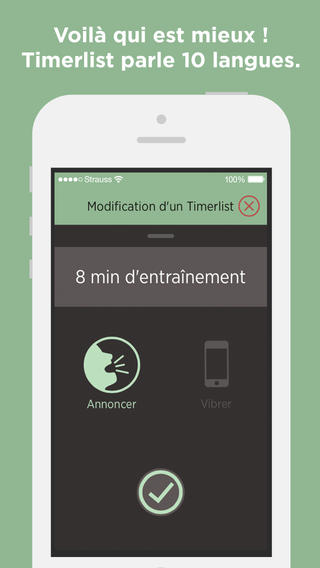 Voilà qui est mieux !
Timerlist parle 10 langues.
Strauss 100%
Modification d'un Timerlist
8 min d'entraînement
Annoncer Vibrer